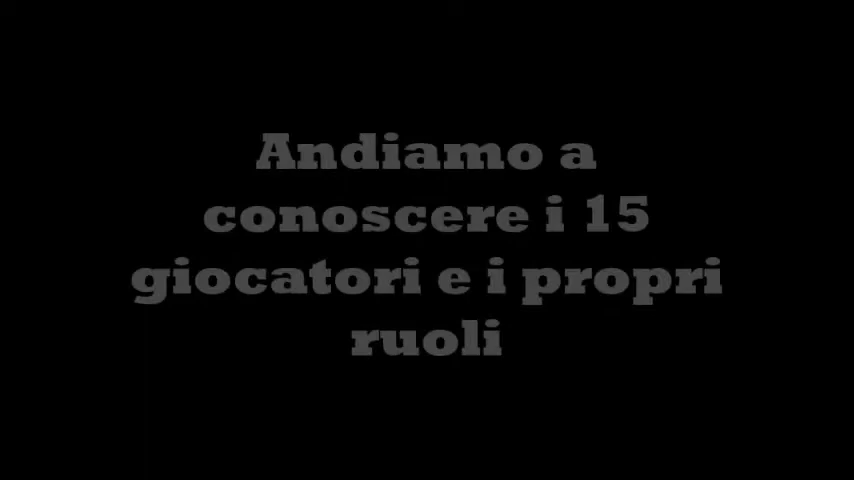 Andiamo a
conoscere i 15
giocatori e i propri
ruoli